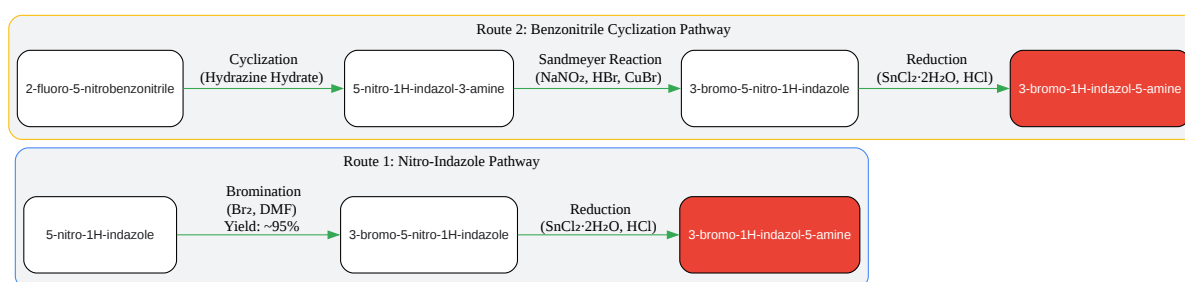 Route 2: Benzonitrile Cyclization Pathway
2-fluoro-5-nitrobenzonitrile
Cyclization
(Hydrazine Hydrate)
5-nitro-1H-indazol-3-amine
Sandmeyer Reaction
(NaNO₂, HBr, CuBr)
3-bromo-5-nitro-1H-indazole
Reduction
(SnCl₂·2H₂O, HCl)
3-bromo-1H-indazol-5-amine
Route 1: Nitro-Indazole Pathway
5-nitro-1H-indazole
Bromination
(Br₂, DMF)
Yield: ~95%
3-bromo-5-nitro-1H-indazole
Reduction
(SnCl₂·2H₂O, HCl)
3-bromo-1H-indazol-5-amine